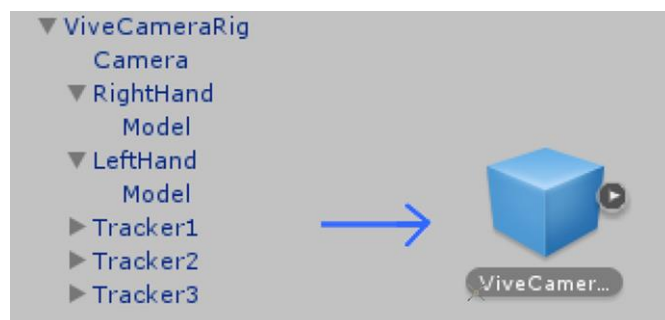 ViveCameraRig
Camera
RightHand
Model
LeftHand
Model
Tracker1
Tracker2
Tracker3
ViveCamer...